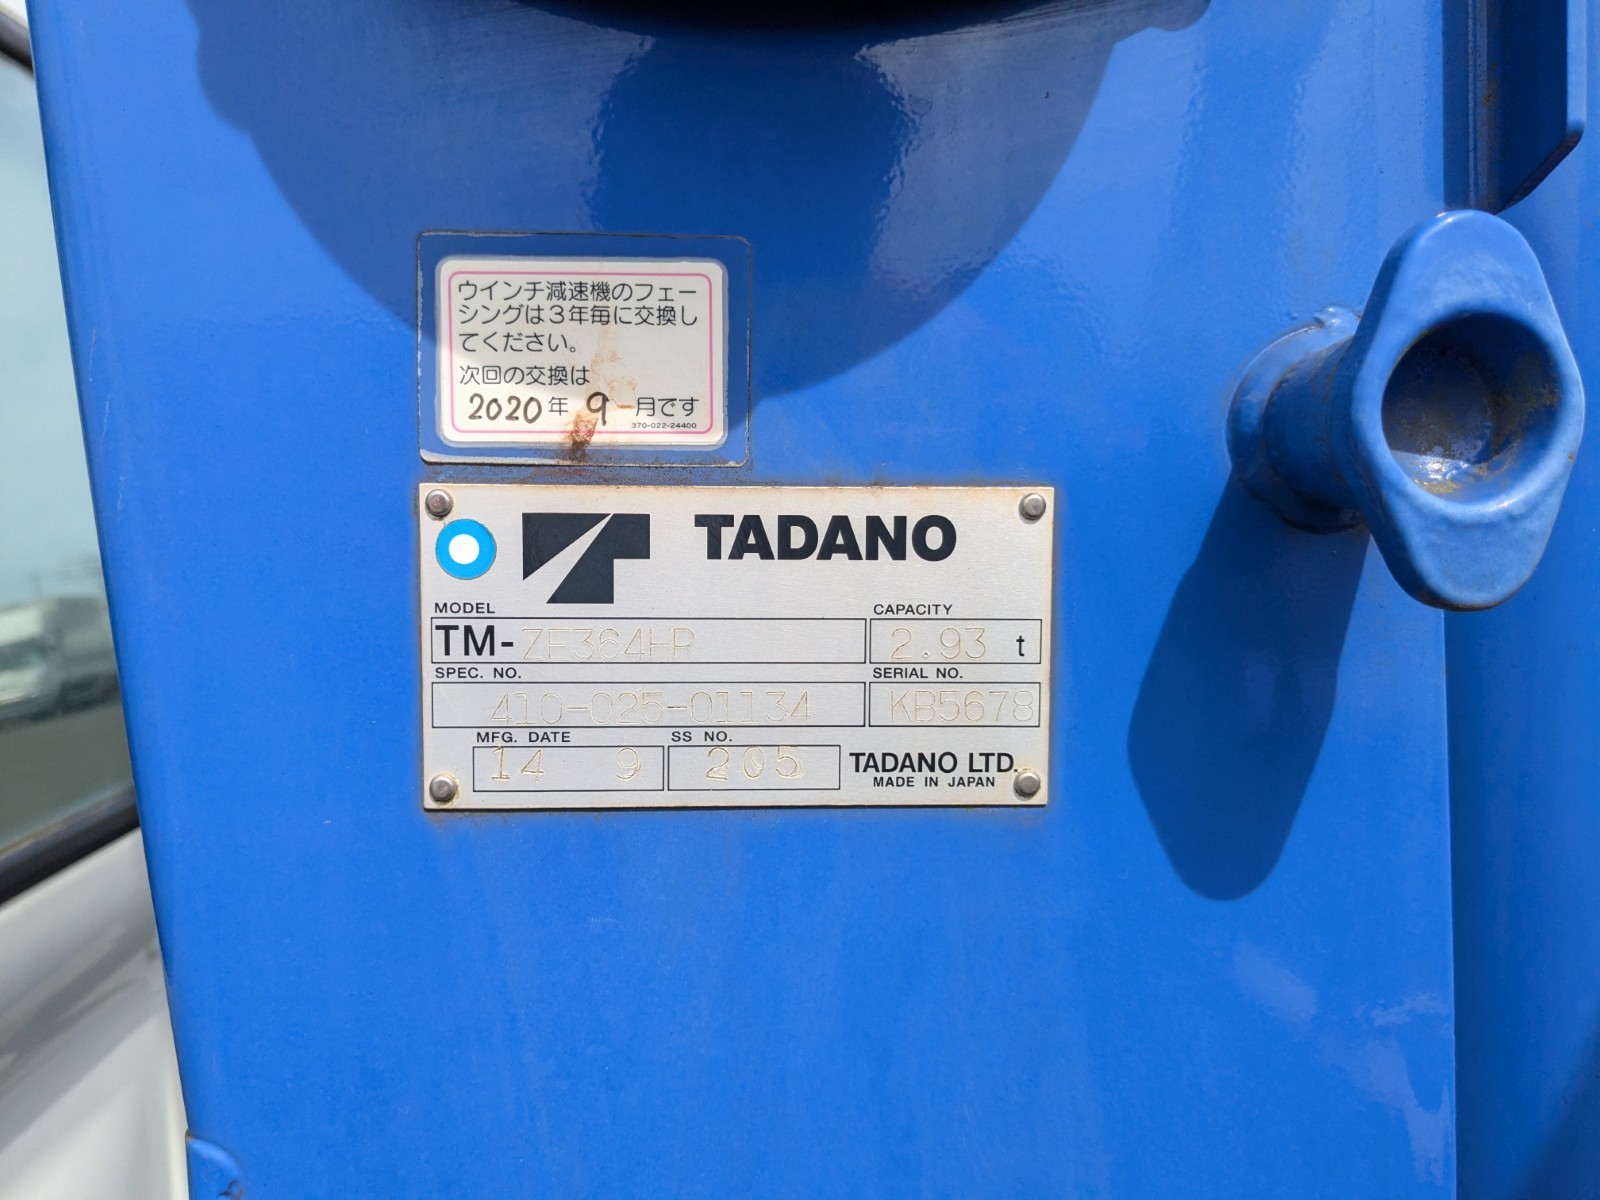 ウインチ減速機のフェー
シングは3年毎に交換し
てください。
次回の交換は
2020年 9 月です
370-022-24400
TADANO
MODEL
CAPACITY
TM-ZE364HR
2.93 t
SPEC. NO.
SERIAL NO.
410-025-01134
KB5678
MFG. DATE
SS NO.
14 9
205
TADANO LTD.
MADE IN JAPAN